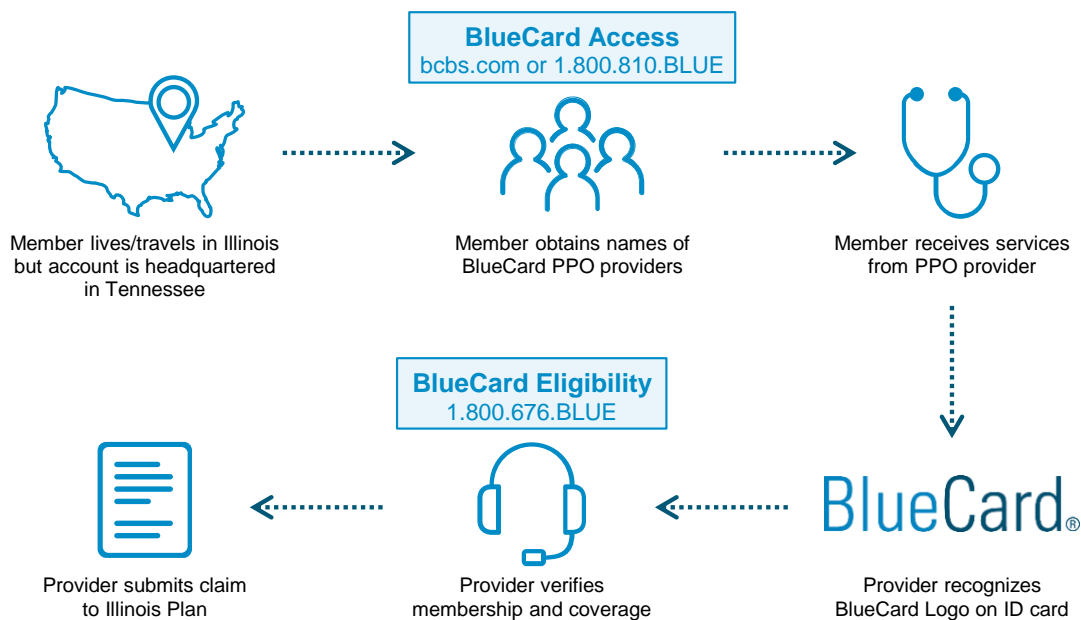 BlueCard Access
bcbs.com or 1.800.810.BLUE
Member lives/travels in Illinois
but account is headquartered
in Tennessee
Member obtains names of
BlueCard PPO providers
Member receives services
from PPO provider
BlueCard®
Provider recognizes
BlueCard Logo on ID card
BlueCard Eligibility
1.800.676.BLUE
Provider verifies
membership and coverage
Provider submits claim
to Illinois Plan